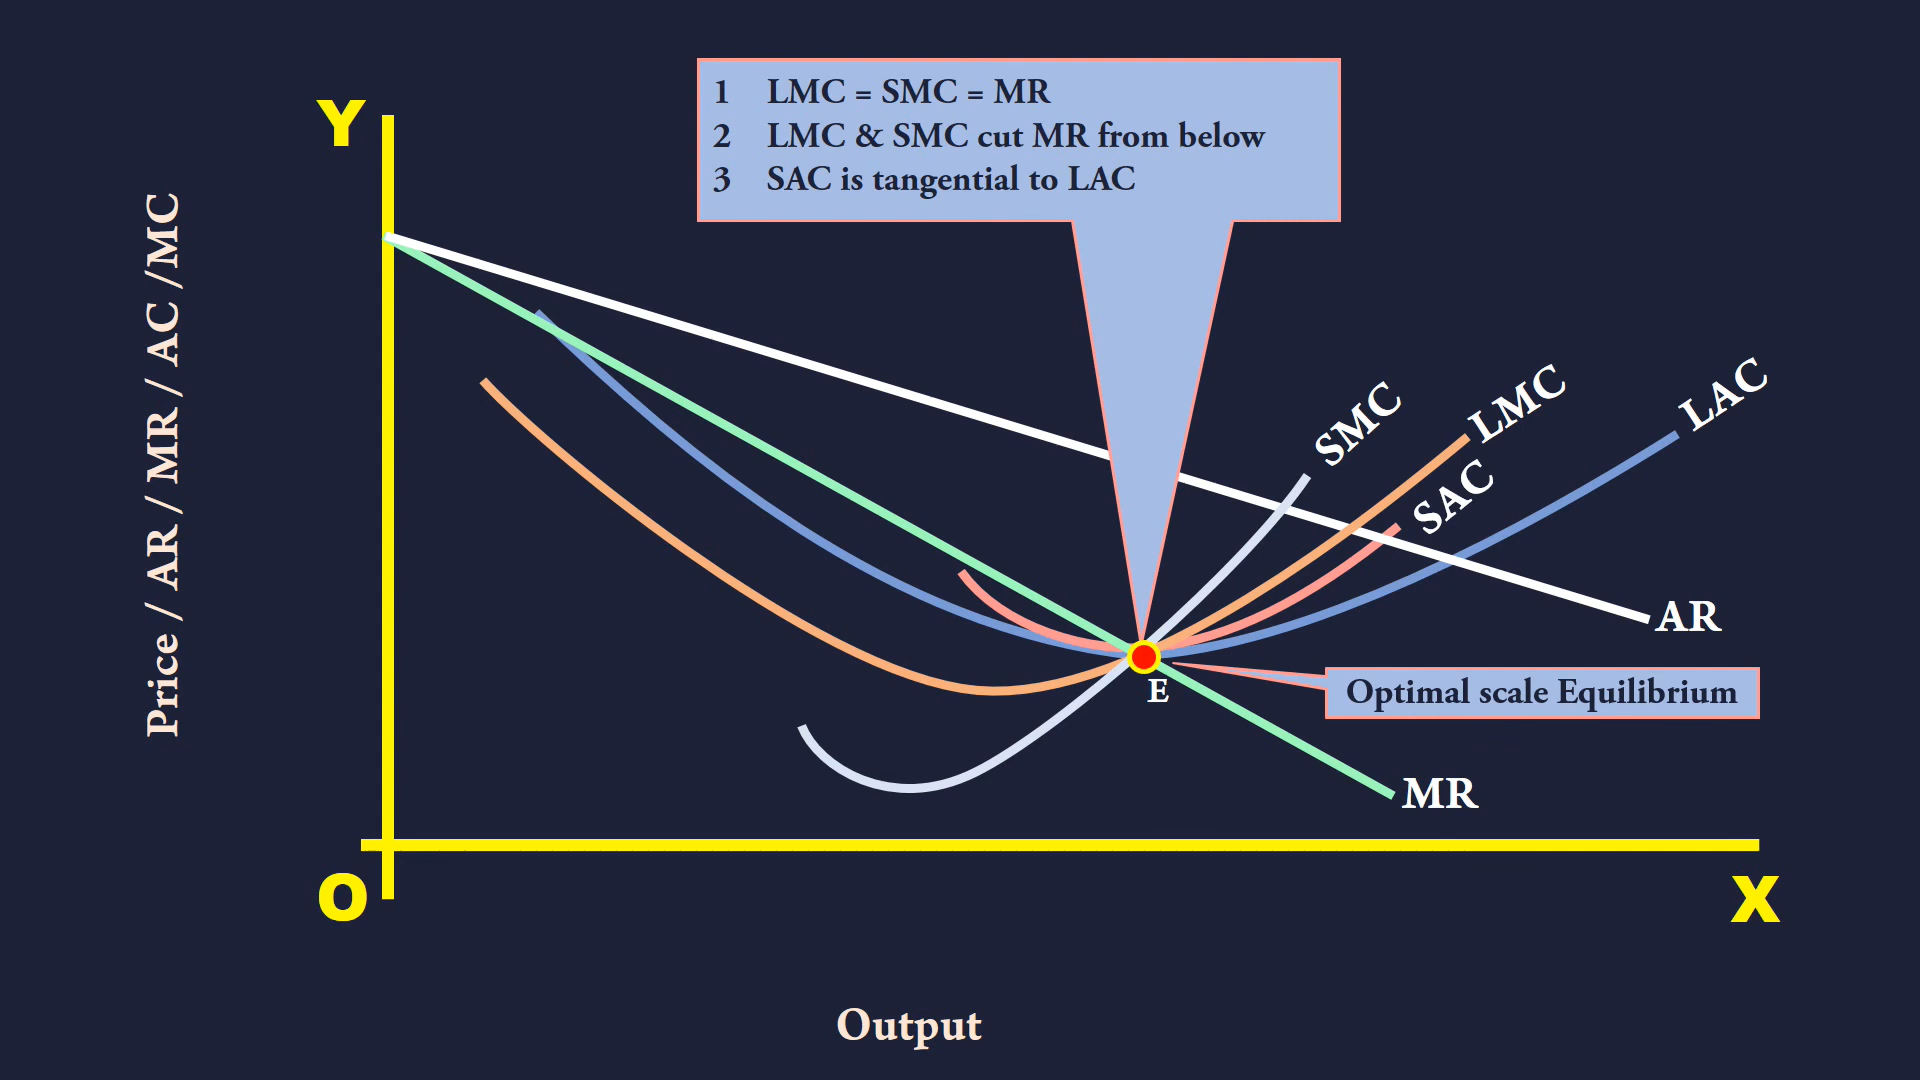 1 LMC = SMC = MR
2 LMC & SMC cut MR from below
3 SAC is tangential to LAC
Y
Price / AR / MR / AC /MC
SMC
LMC
LAC
SAC
AR
E
Optimal scale Equilibrium
MR
O
X
Output